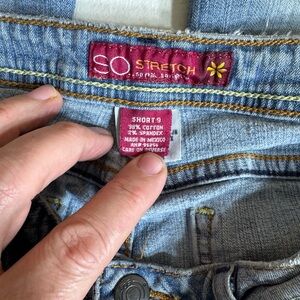 SO STRETCH
SHORT 9
98% COTTON
2% SPANDEX
MADE IN MEXICO
CARE ON REVERSE